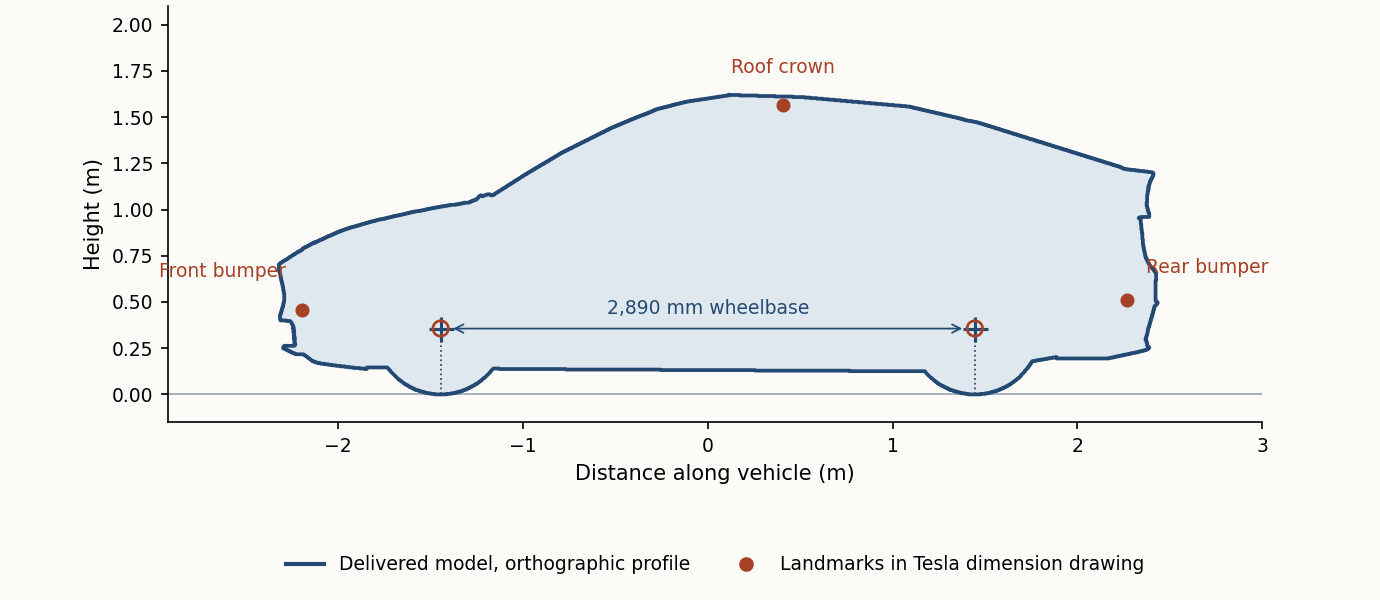 2.00
1.75
1.50
1.25
1.00
0.75
0.50
0.25
0.00
Height (m)
Roof crown
Front bumper
Rear bumper
2,890 mm wheelbase
−2
−1
0
1
2
3
Distance along vehicle (m)
Delivered model, orthographic profile
Landmarks in Tesla dimension drawing